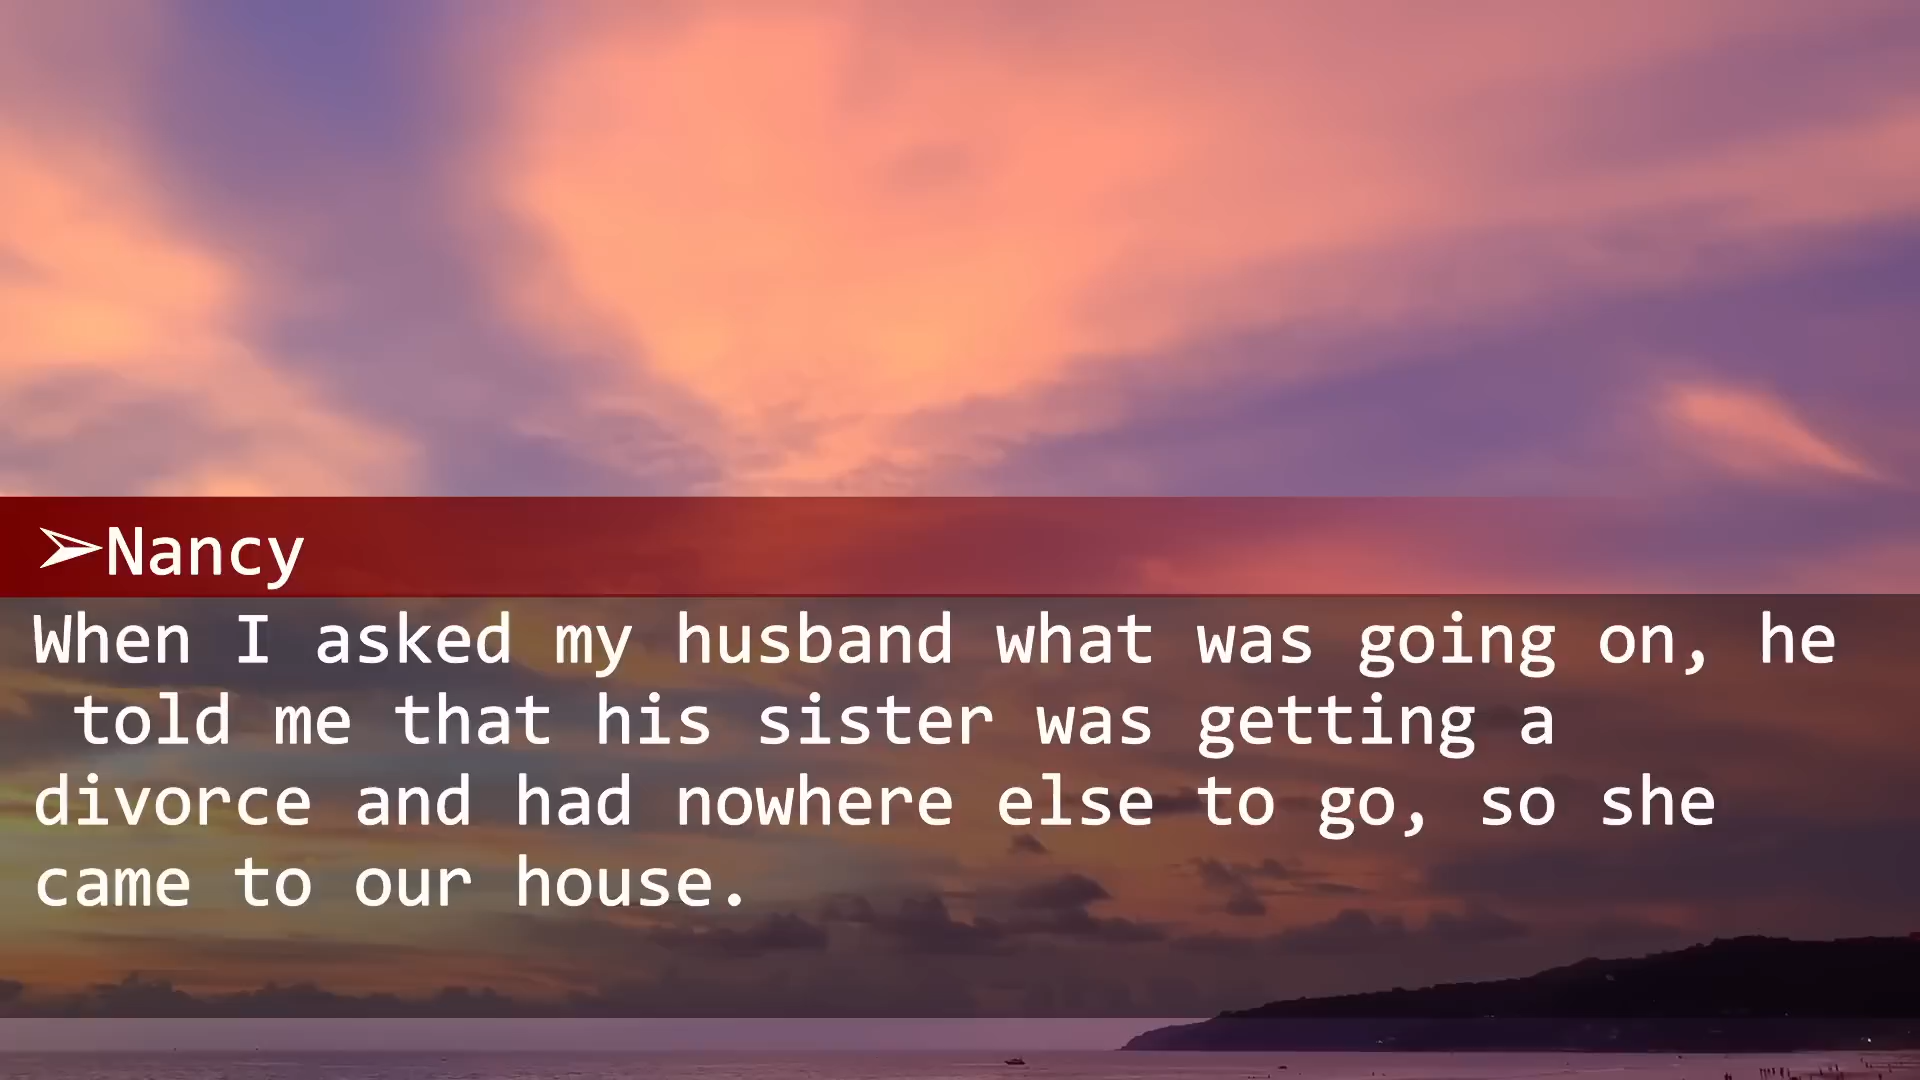 ➢Nancy
When I asked my husband what was going on, he
told me that his sister was getting a
divorce and had nowhere else to go, so she
came to our house.